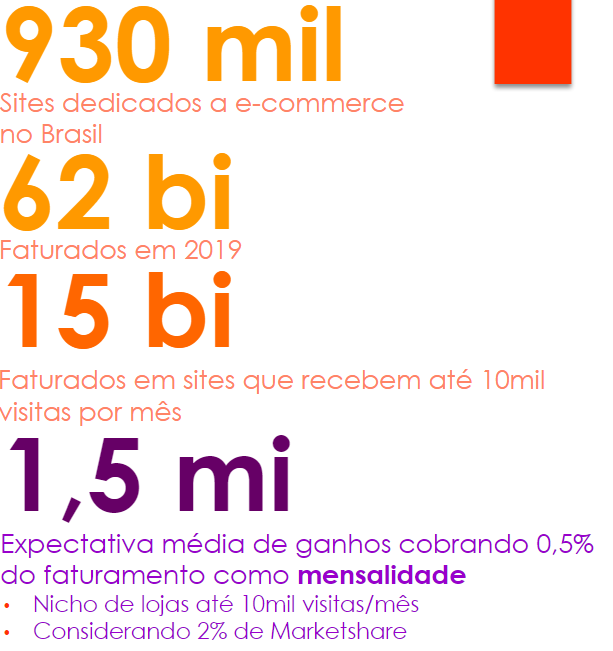 930 mil
Sites dedicados a e-commerce
no Brasil
62 bi
Faturados em 2019
15 bi
Faturados em sites que recebem até 10mil
visitas por mês
1,5 mi
Expectativa média de ganhos cobrando 0,5%
do faturamento como mensalidade
• Nicho de lojas até 10mil visitas/mês
• Considerando 2% de Marketshare